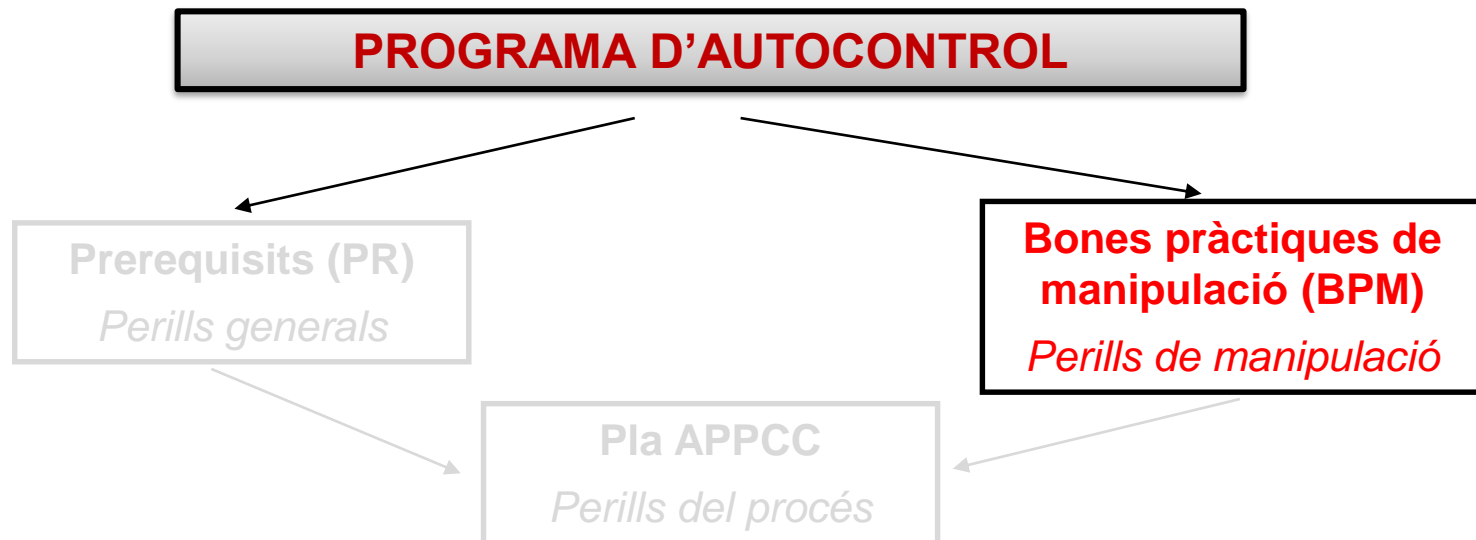 PROGRAMA D’AUTOCONTROL
Prerequisits (PR)
Perills generals
Bones pràctiques de
manipulació (BPM)
Perills de manipulació
Pla APPCC
Perills del procés